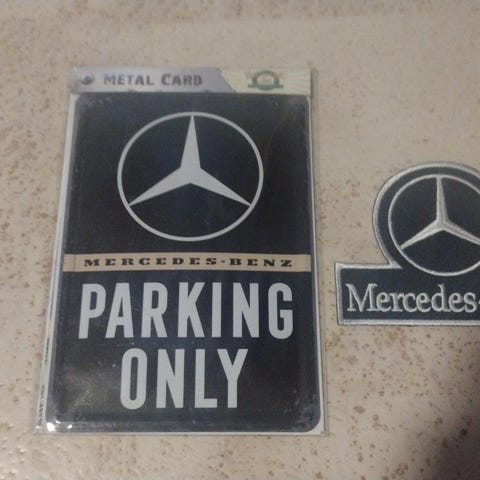 METAL CARD
MERCEDES-BENZ
PARKING
ONLY
Mercedes-